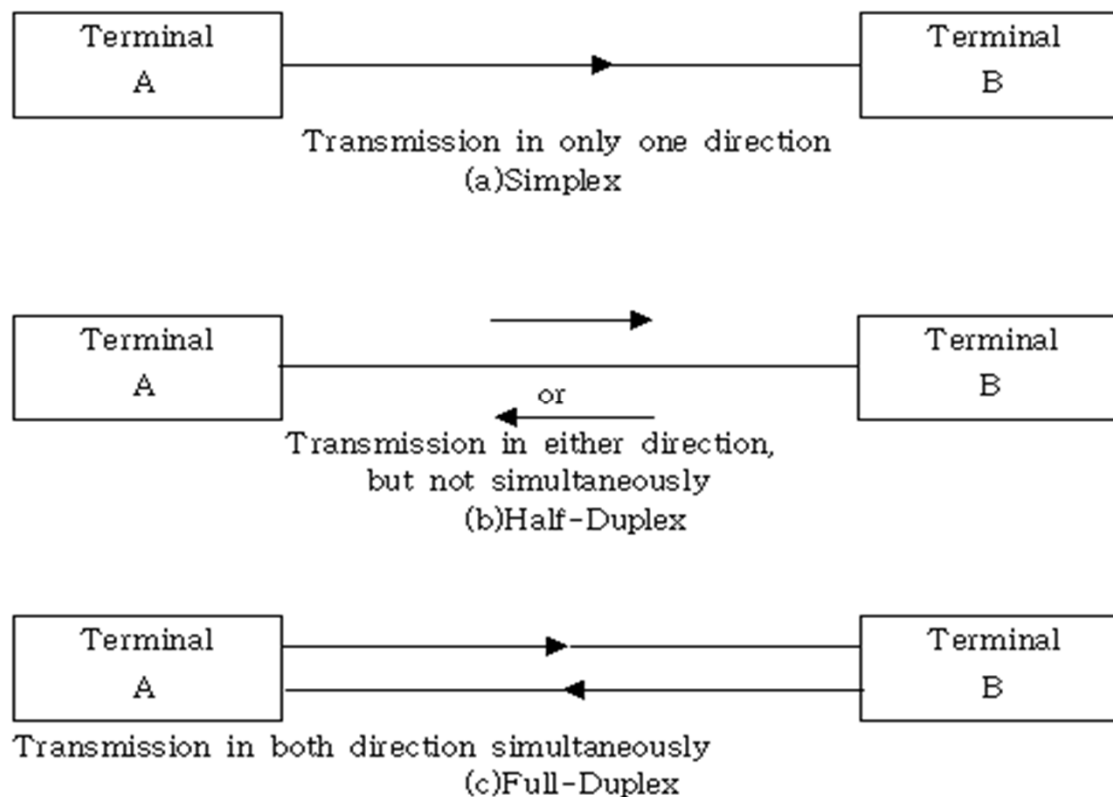 Terminal
A
Terminal
B
Transmission in only one direction
(a)Simplex
Terminal
A
or
Terminal
B
Transmission in either direction,
but not simultaneously
(b)Half-Duplex
Terminal
A
Terminal
B
Transmission in both direction simultaneously
(c)Full-Duplex